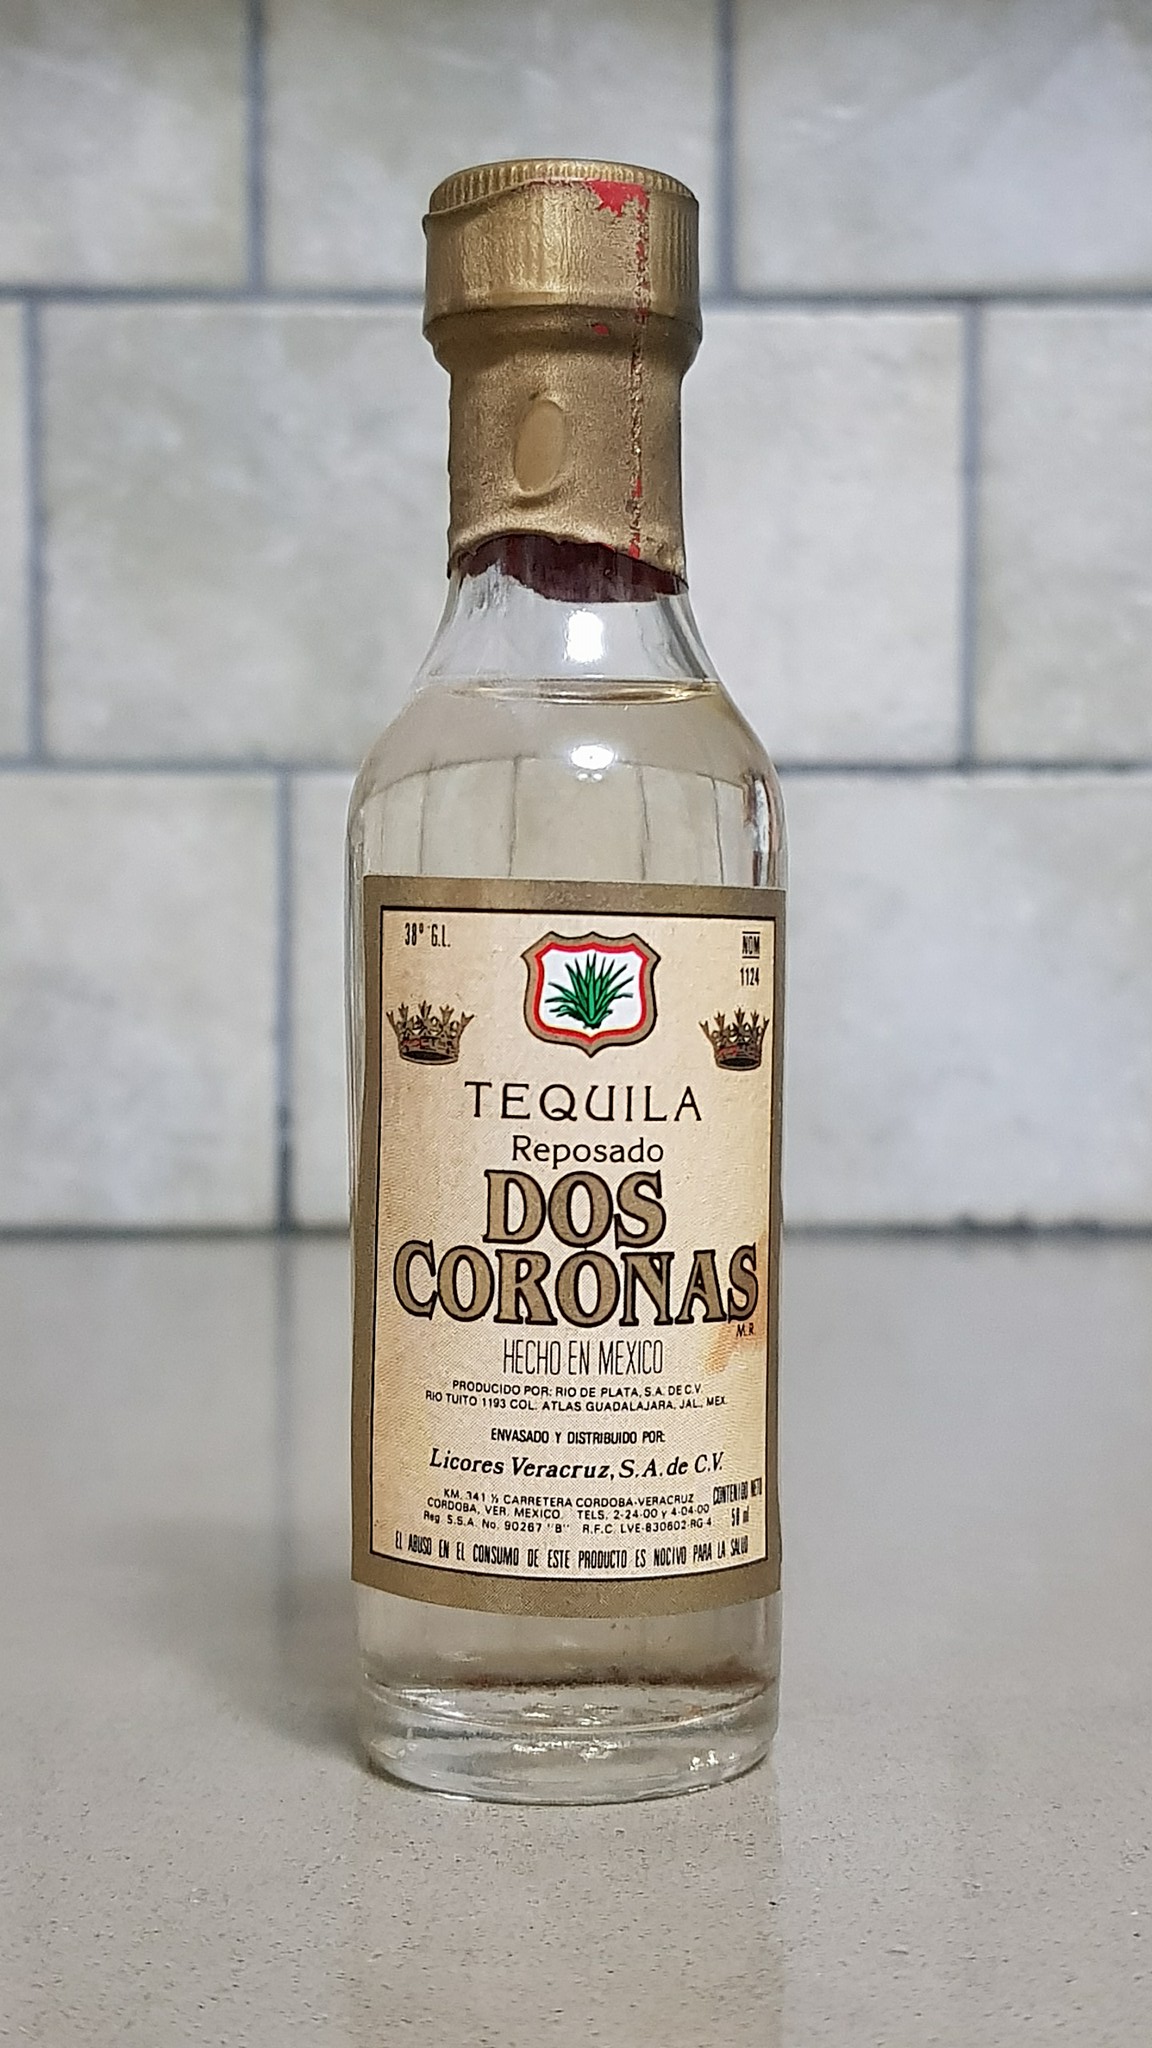 38° G.L.
NOM
1124
TEQUILA
Reposado
DOS
CORONAS
M.R.
HECHO EN MEXICO
PRODUCIDO POR: RIO DE PLATA, S.A. DE C.V.
RIO TUITO 1193 COL. ATLAS GUADALAJARA, JAL., MEX.
ENVASADO Y DISTRIBUIDO POR:
Licores Veracruz, S.A. de C.V.
KM. 341 ½ CARRETERA CORDOBA-VERACRUZ
CORDOBA, VER. MEXICO. TELS. 2-24-00 y 4-04-00
Reg. S.S.A. No. 90267 "B" R.F.C. LVE-830602-RG-4
CONTENIDO NETO
50 ml
EL ABUSO EN EL CONSUMO DE ESTE PRODUCTO ES NOCIVO PARA LA SALUD